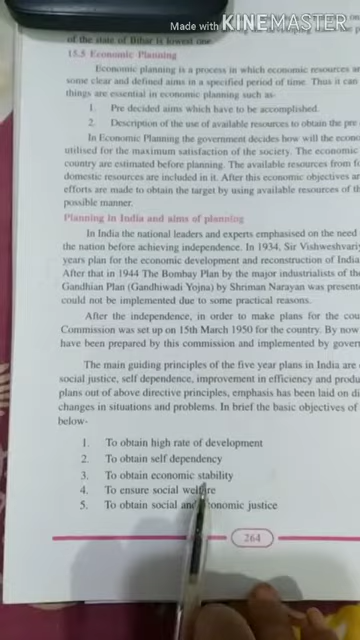 Made with KINEMASTER
of the state of Bihar is lowest one.
15.5 Economic Planning
Economic planning is a process in which economic resources
some clear and defined aims in a specified period of time. Thus it can
things are essential in economic planning such as-
1. Pre decided aims which have to be accomplished.
2. Description of the use of available resources to obtain the pre
In Economic Planning the government decides how will the
utilised for the maximum satisfaction of the society. The economic
country are estimated before planning. The available resources from
domestic resources are included in it. After this economic objectives
efforts are made to obtain the target by using available resources of
possible manner.
Planning in India and aims of planning
In India the national leaders and experts emphasised on the need
the nation before achieving independence. In 1934, Sir
years plan for the economic development and reconstruction of India
After that in 1944 The Bombay Plan by the major industrialists of the
Gandhian Plan (Gandhiwadi Yojna) by Shriman Narayan was
could not be implemented due to some practical reasons.
After the independence, in order to make plans for the
Commission was set up on 15th March 1950 for the country. By now
have been prepared by this commission and implemented by
The main guiding principles of the five year plans in India are
social justice, self dependence, improvement in efficiency and
plans out of above directive principles, emphasis has been laid on
changes in situations and problems. In brief the basic objectives of
below-
1. To obtain high rate of development
2. To obtain self dependency
3. To obtain economic stability
4. To ensure social welfare
5. To obtain social and economic justice
264